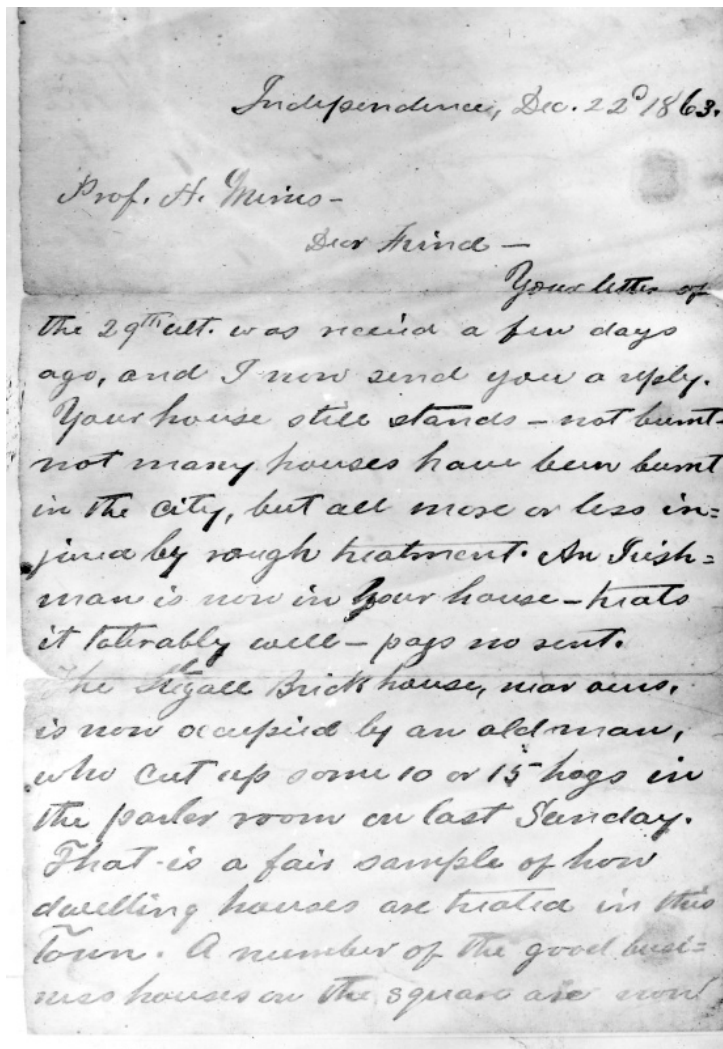 Independence, Dec. 22d 1863.
Prof. H. Mimis -
Dear Friend -
Your letter of
the 29th ult. was receivd a few days
ago, and I now send you a reply.
Your house still stands - not burnt -
not many houses have been burnt
in the city, but all more or less in=
jured by rough treatment. An Irish=
man is now in your house - treats
it tolerably well - pays no rent.
The Brick house, near ours,
is now occupied by an old man,
who cut up some 10 or 15 hogs in
the parler room on last Sunday.
That is a fair sample of how
dwelling houses are treated in this
Town. A number of the good busi=
ness houses on the square are now